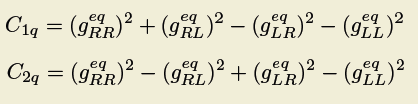 C_{1q} = (g^{eq}_{RR})^2 + (g^{eq}_{RL})^2 − (g^{eq}_{LR})^2 − (g^{eq}_{LL})^2
C_{2q} = (g^{eq}_{RR})^2 − (g^{eq}_{RL})^2 + (g^{eq}_{LR})^2 − (g^{eq}_{LL})^2